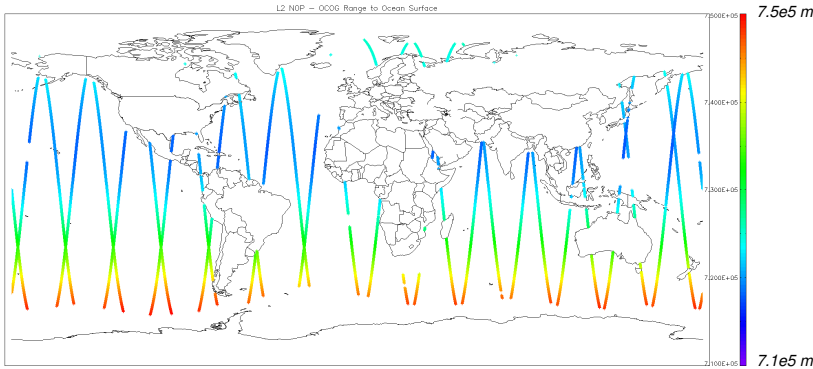 L2 NOP – OCOG Range to Ocean Surface
7.500E+05
7.5e5 m
7.400E+05
7.300E+05
7.200E+05
7.100E+05
7.1e5 m